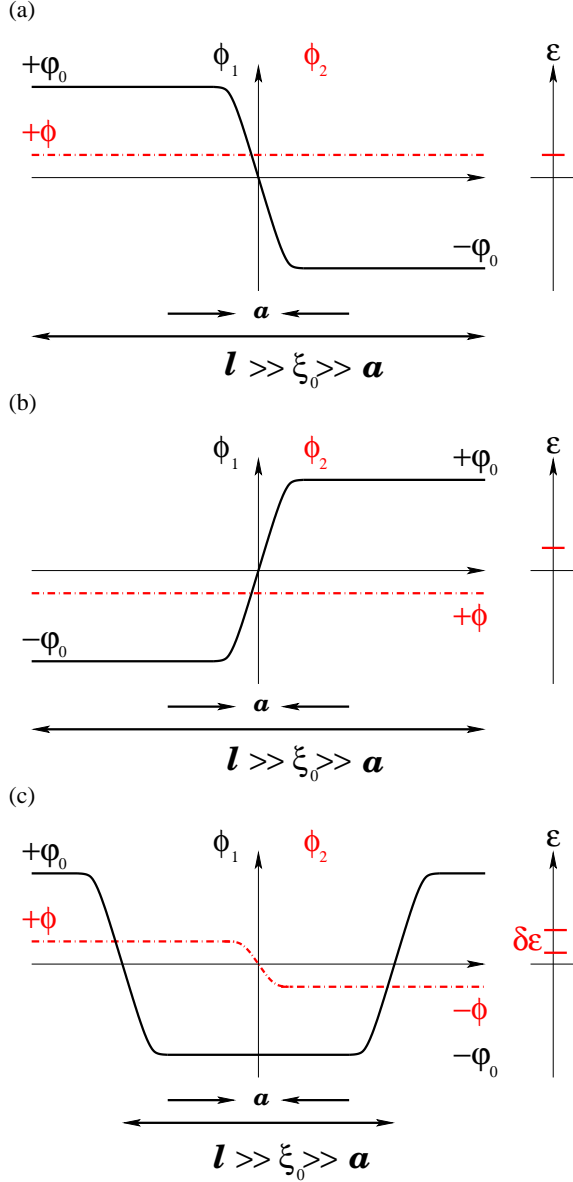 (a)
ϕ₁ ϕ₂ ε
+φ₀
+ϕ
−φ₀
a
l >> ξ₀ >> a
(b)
ϕ₁ ϕ₂ ε
+φ₀
+ϕ
−φ₀
a
l >> ξ₀ >> a
(c)
ϕ₁ ϕ₂ ε
+φ₀
+ϕ
δε
−ϕ
−φ₀
a
l >> ξ₀ >> a